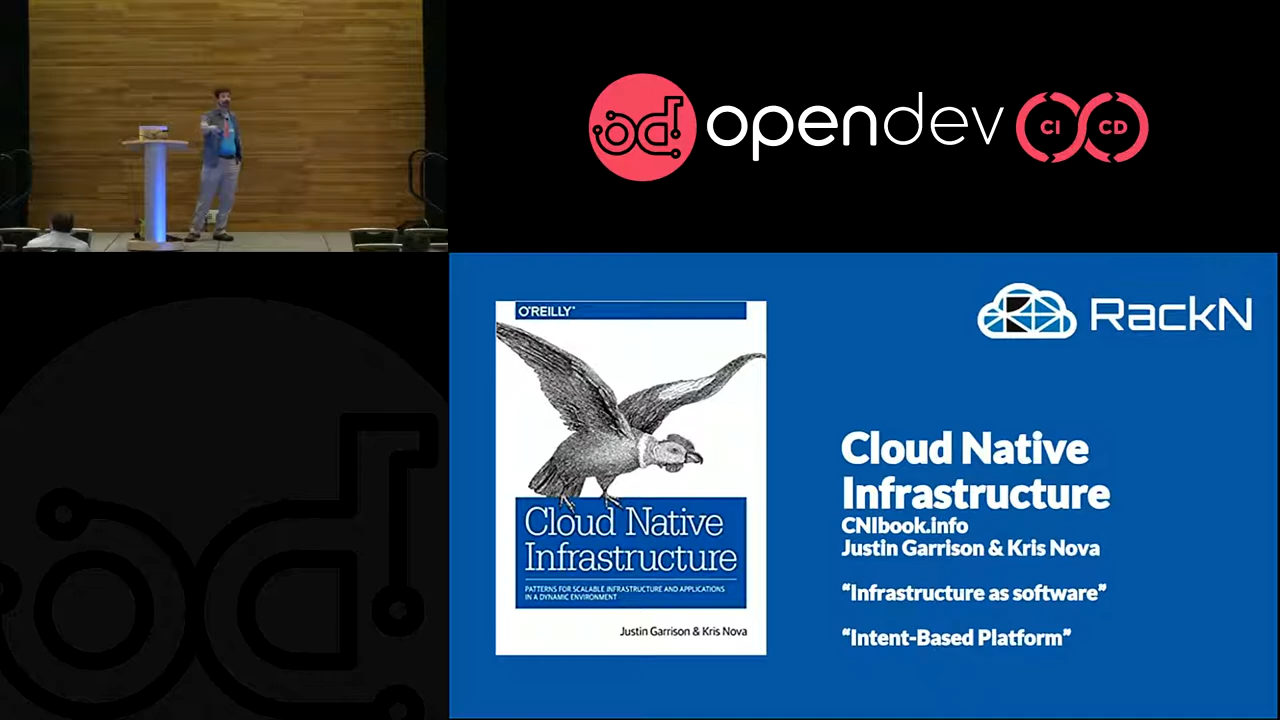 opendev
CI CD
RackN
O'REILLY®
Cloud Native
Infrastructure
PATTERNS FOR SCALABLE INFRASTRUCTURE AND APPLICATIONS
IN A DYNAMIC ENVIRONMENT
Justin Garrison & Kris Nova
Cloud Native
Infrastructure
CNIbook.info
Justin Garrison & Kris Nova
“Infrastructure as software”
“Intent-Based Platform”